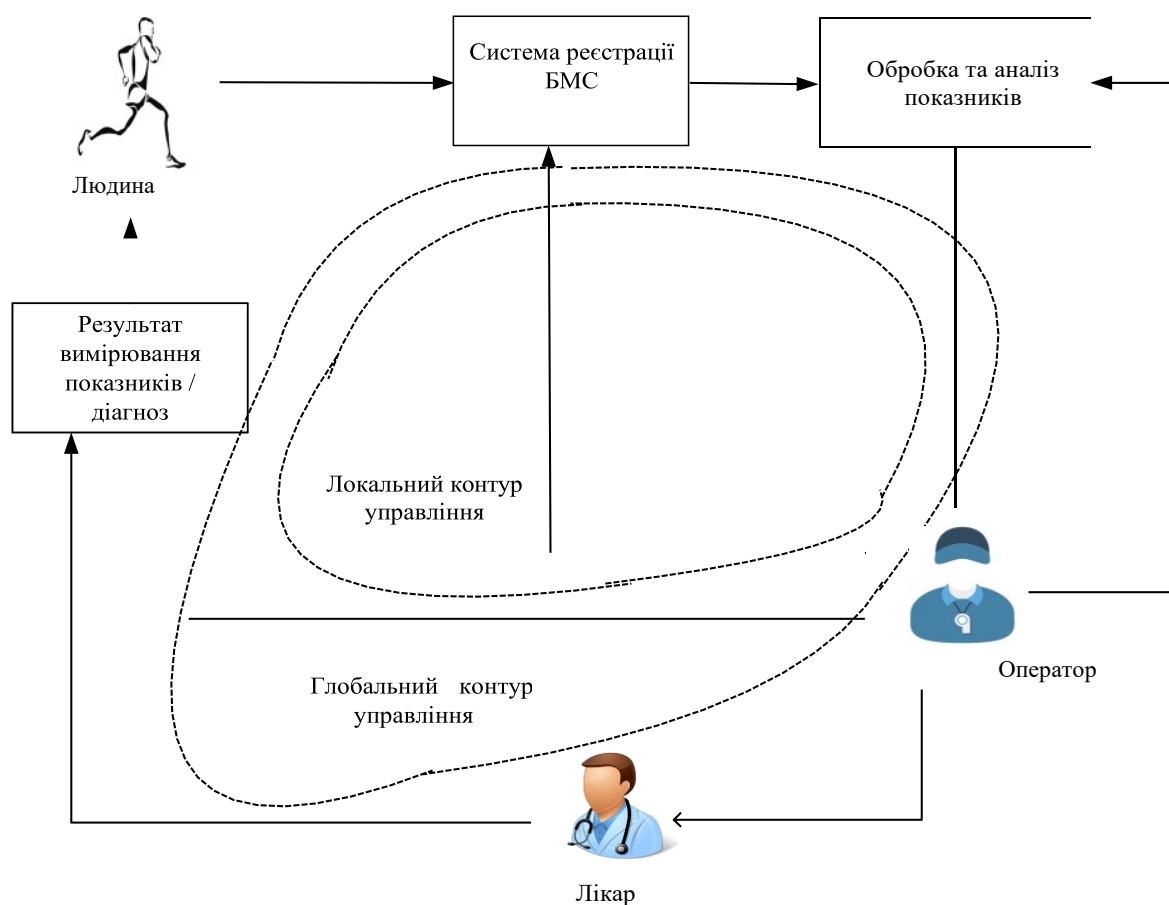 Система реєстрації
БМС
Обробка та аналіз
показників
Людина
Результат
вимірювання
показників /
діагноз
Локальний контур
управління
Оператор
Глобальний контур
управління
Лікар